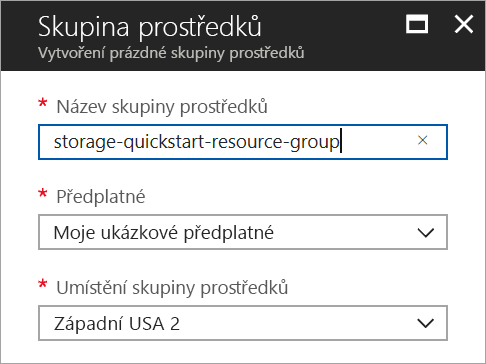 Skupina prostředků
Vytvoření prázdné skupiny prostředků
* Název skupiny prostředků
storage-quickstart-resource-group
* Předplatné
Moje ukázkové předplatné
* Umístění skupiny prostředků
Západní USA 2